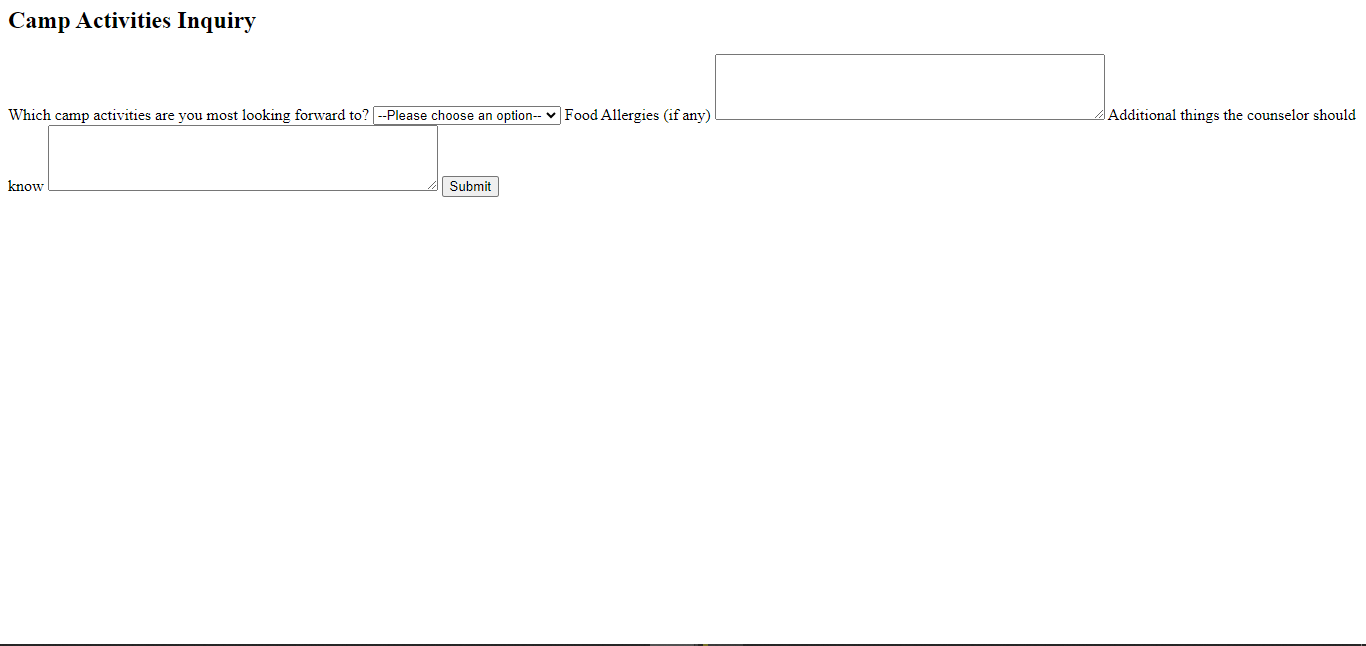 Camp Activities Inquiry
Which camp activities are you most looking forward to? --Please choose an option-- Food Allergies (if any) Additional things the counselor should
know Submit